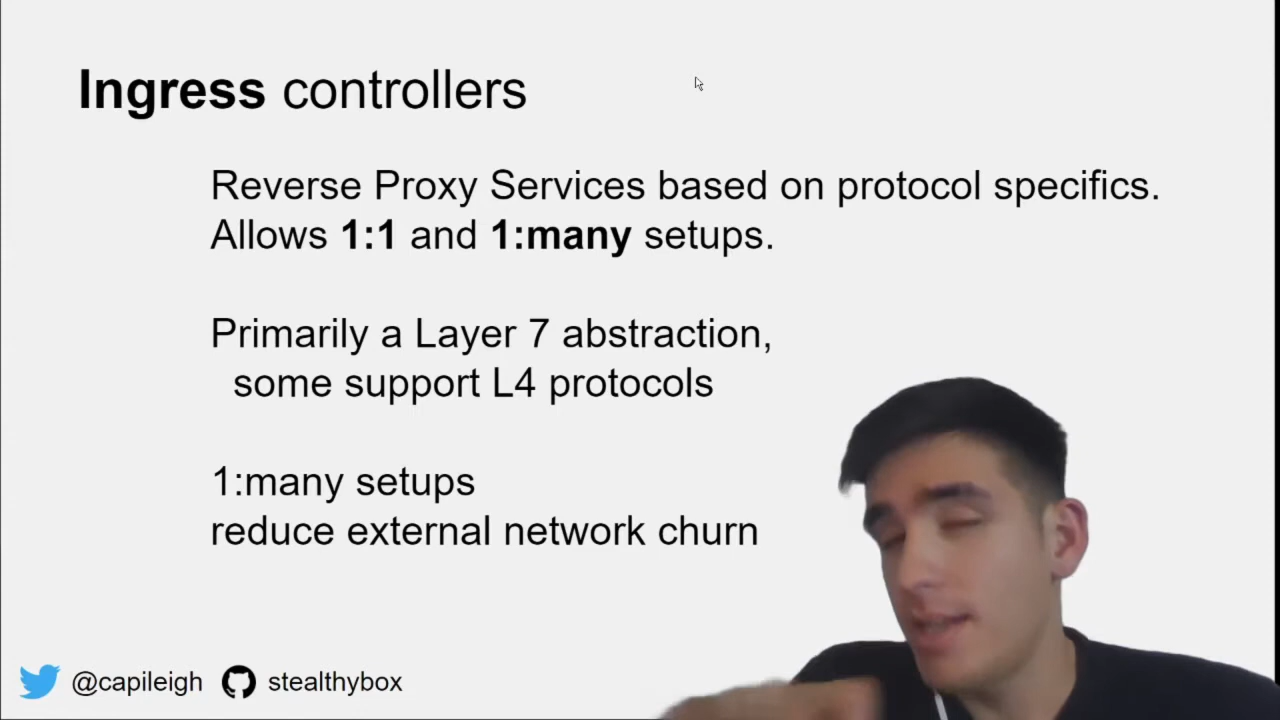 Ingress controllers
Reverse Proxy Services based on protocol specifics.
Allows 1:1 and 1:many setups.
Primarily a Layer 7 abstraction,
some support L4 protocols
1:many setups
reduce external network churn
@capileigh stealthybox